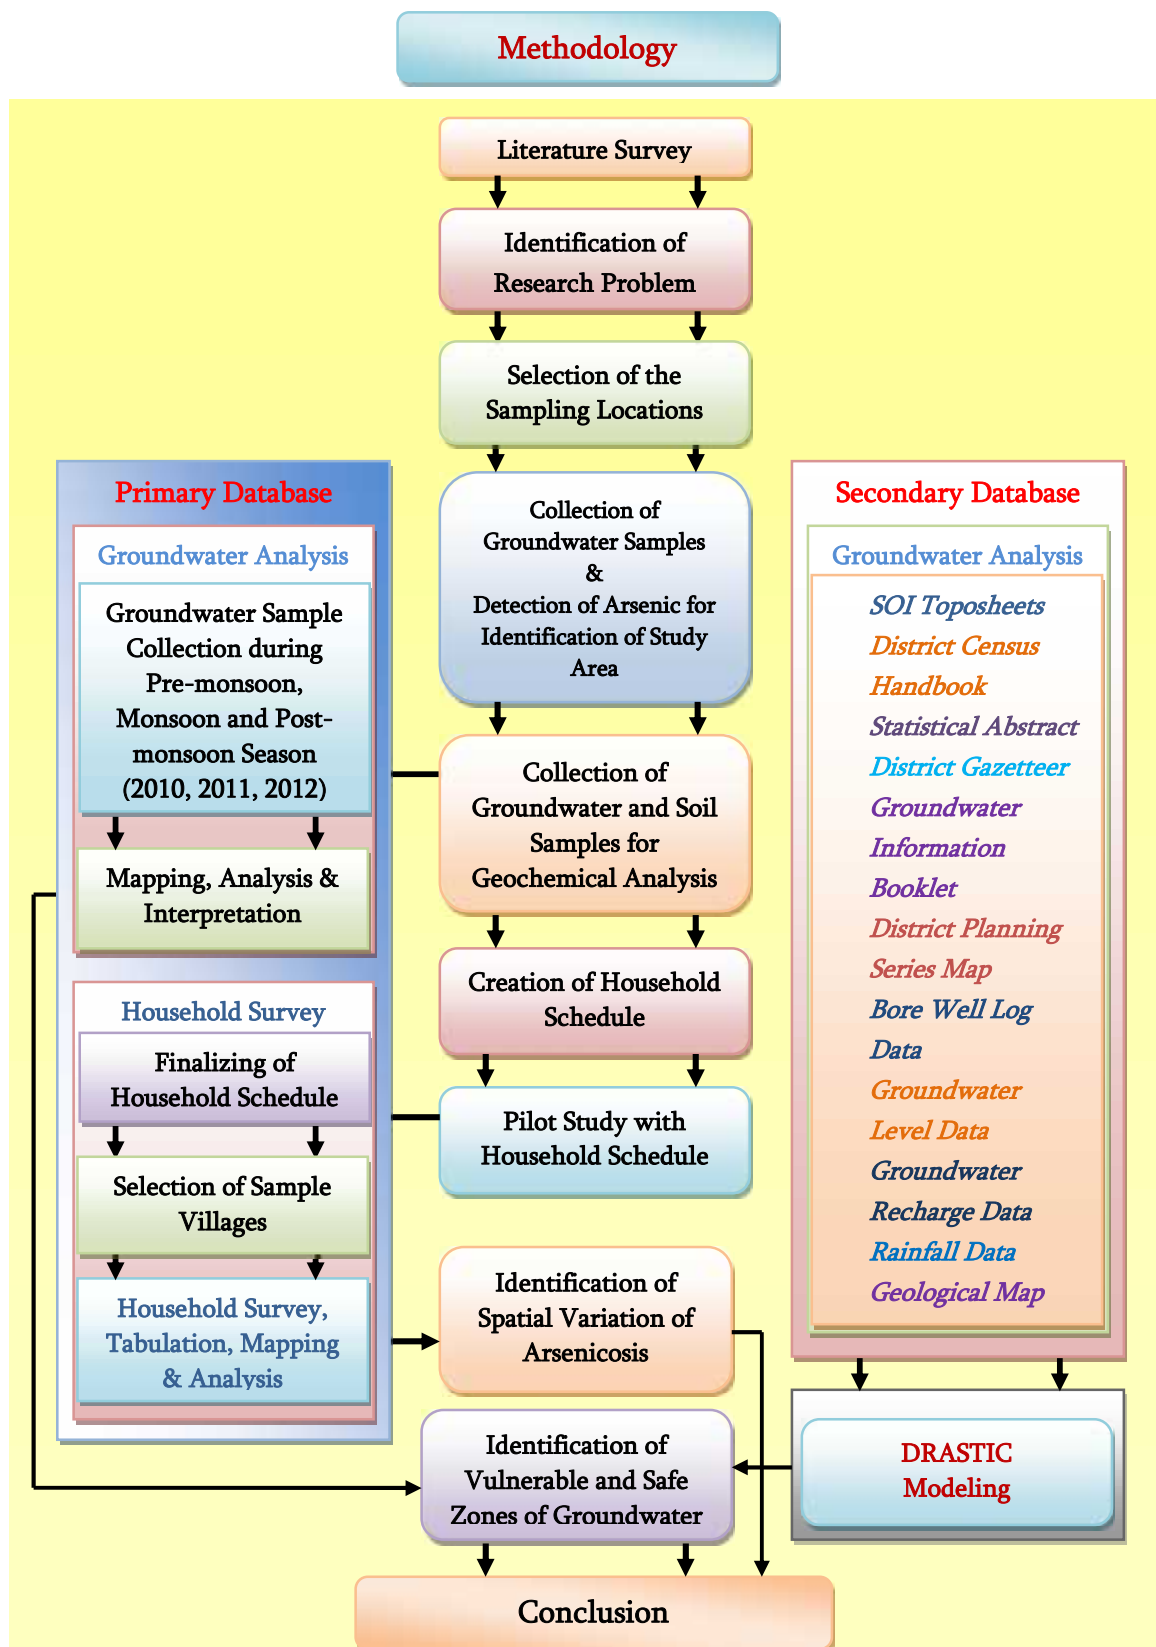 Methodology
Literature Survey
Identification of
Research Problem
Selection of the
Sampling Locations
Collection of
Groundwater Samples
&
Detection of Arsenic for
Identification of Study
Area
Collection of
Groundwater and Soil
Samples for
Geochemical Analysis
Creation of Household
Schedule
Pilot Study with
Household Schedule
Primary Database
Groundwater Analysis
Groundwater Sample
Collection during
Pre-monsoon,
Monsoon and Post-
monsoon Season
(2010, 2011, 2012)
Mapping, Analysis &
Interpretation
Household Survey
Finalizing of
Household Schedule
Selection of Sample
Villages
Household Survey,
Tabulation, Mapping
& Analysis
Secondary Database
Groundwater Analysis
SOI Toposheets
District Census
Handbook
Statistical Abstract
District Gazetteer
Groundwater
Information
Booklet
District Planning
Series Map
Bore Well Log
Data
Groundwater
Level Data
Groundwater
Recharge Data
Rainfall Data
Geological Map
DRASTIC
Modeling
Identification of
Spatial Variation of
Arsenicosis
Identification of
Vulnerable and Safe
Zones of Groundwater
Conclusion